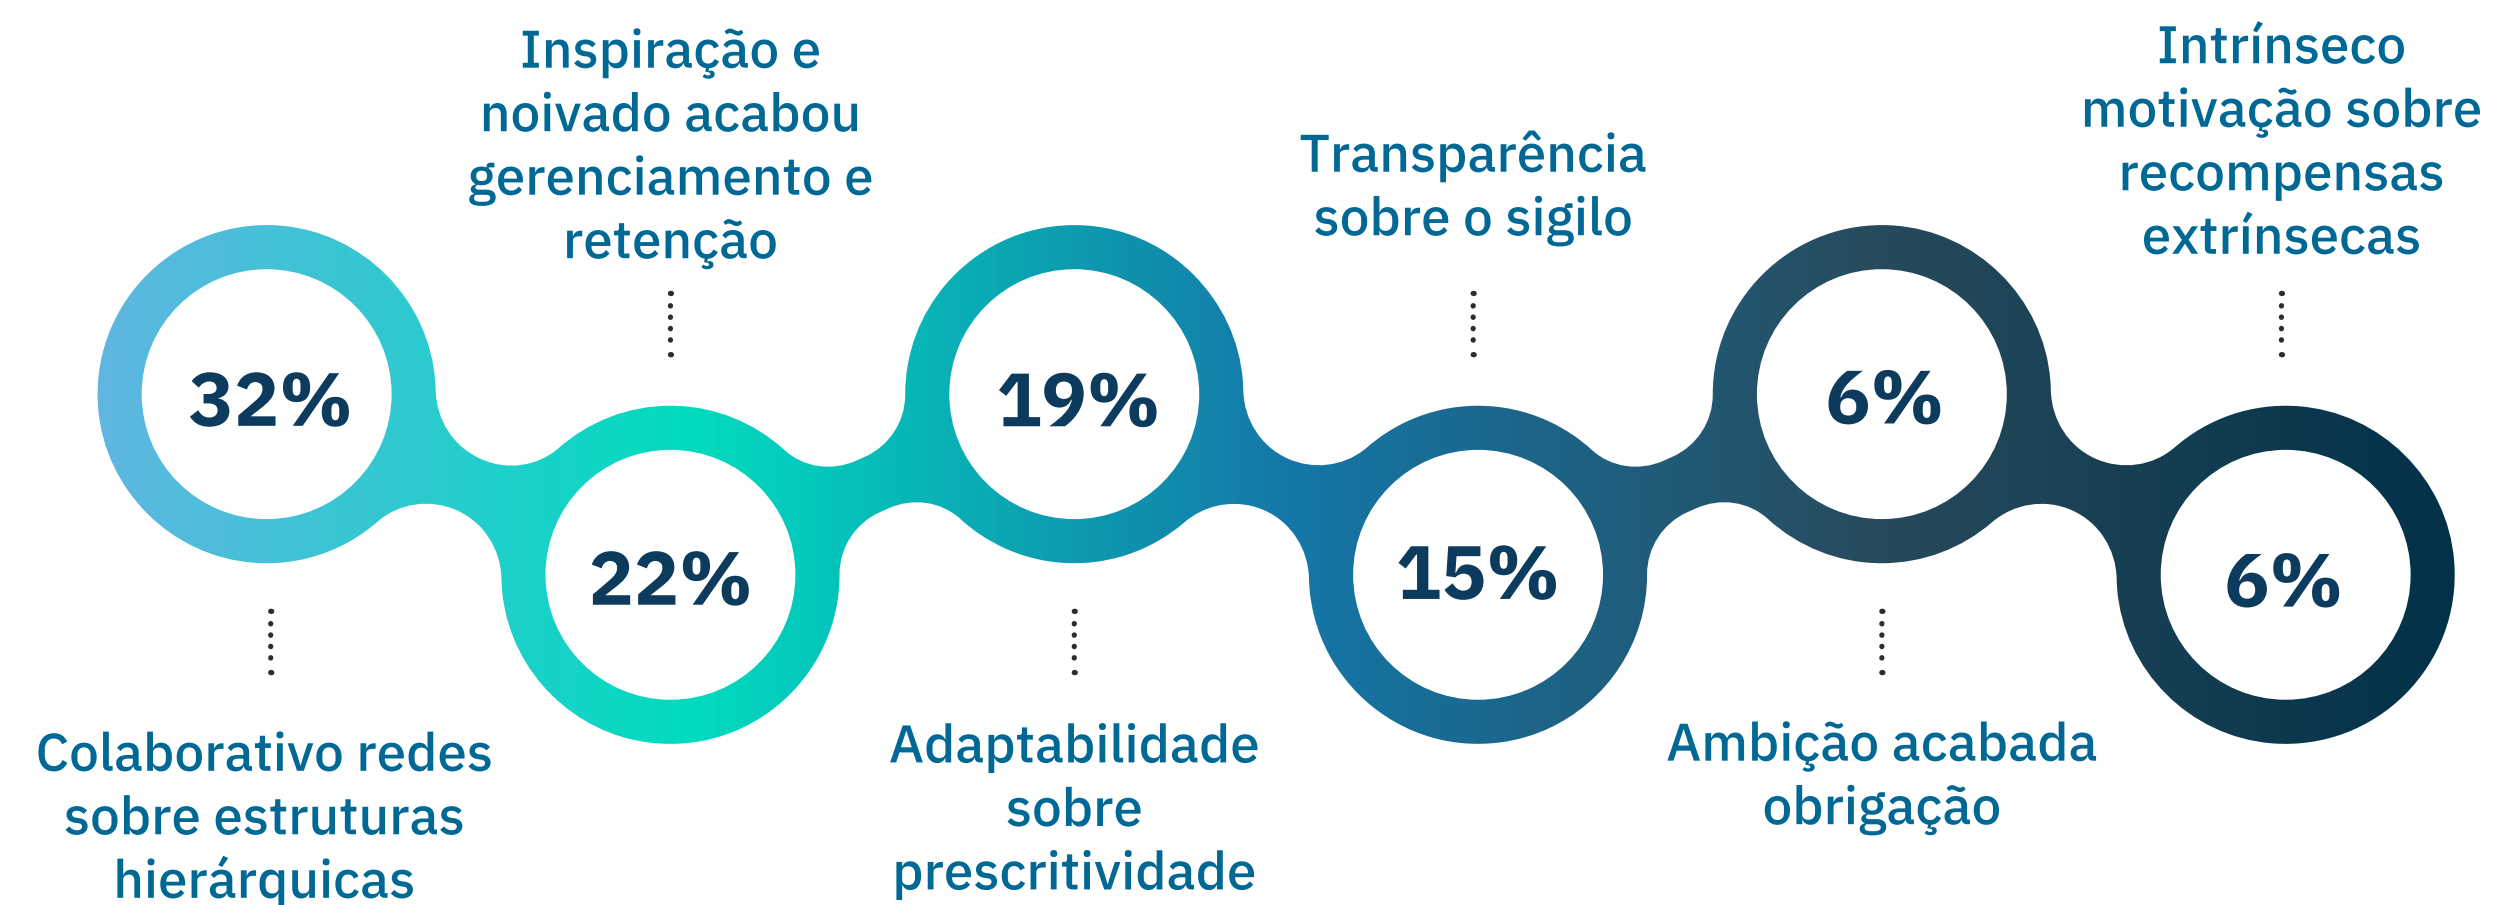 32%
Colaborativo redes
sobre estruturas
hierárquicas
Inspiração e
noivado acabou
gerenciamento e
retenção
22%
19%
Adaptabilidade
sobre
prescritividade
Transparência
sobre o sigilo
15%
6%
Ambição acabada
obrigação
Intrínseco
motivação sobre
recompensas
extrínsecas
6%